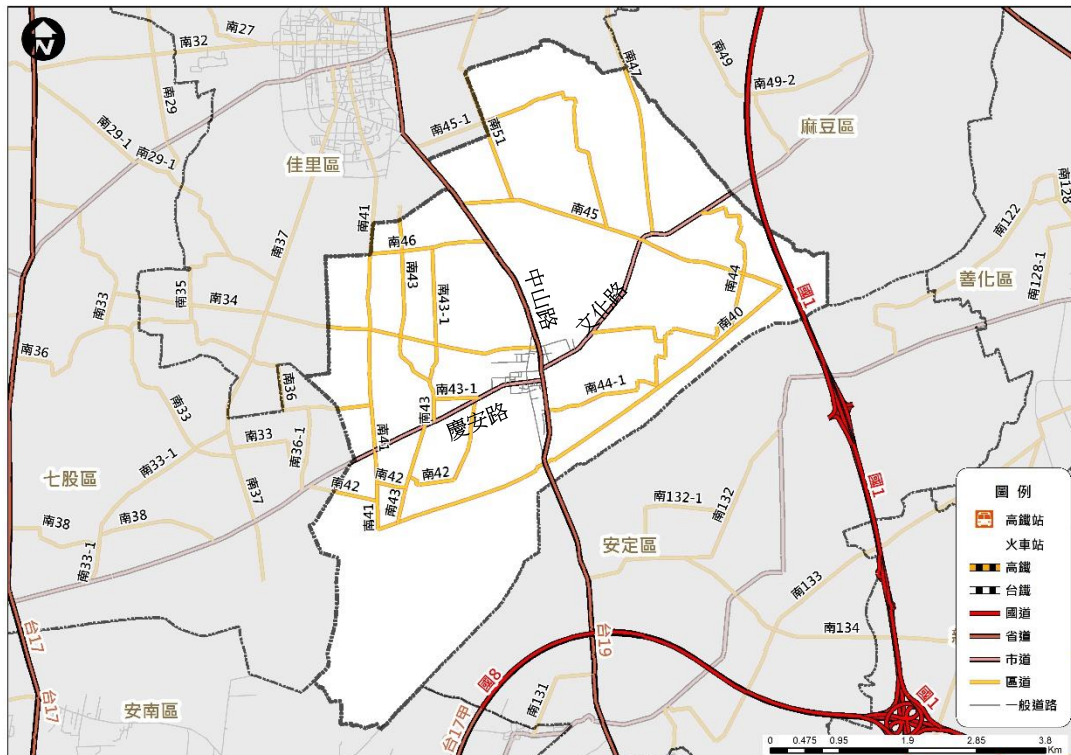 N
南32
南27
南29
南29-1
南29-1
佳里區
南45-1
南51
南47
南49
南49-2
麻豆區
南122
南128
南128-1
善化區
南41
南46
南43
南43-1
南37
南35
南34
南33
南36
南45
南44
南40
國1
中山路
文化路
南36
南33
南33-1
南33
南36-1
南37
南43-1
南43
慶安路
南44-1
南41
南42
南42
南42
南43
南41
七股區
南38
南38
南33-1
南132-1
南132
安定區
國1
南133
南134
台17
台17
安南區
台17甲
國8
南131
台19
國1
圖例
高鐵站
火車站
高鐵
台鐵
國道
省道
市道
區道
一般道路
0 0.475 0.95 1.9 2.85 3.8
Km